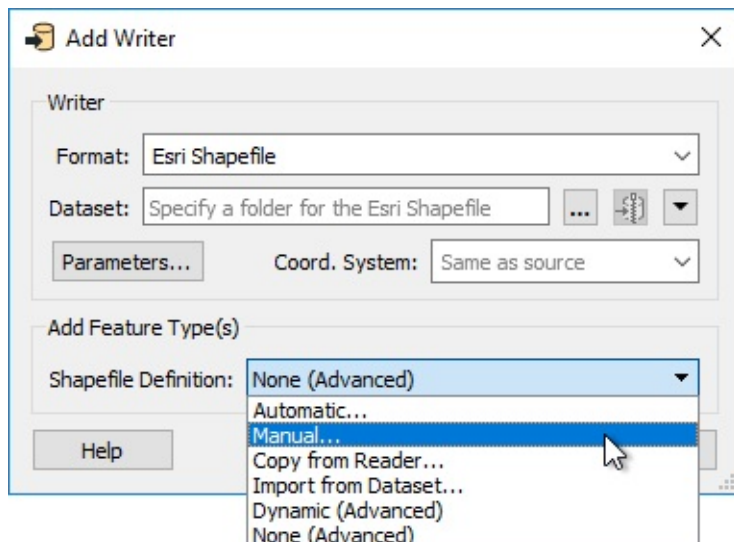 Add Writer
Writer
Format: Esri Shapefile
Dataset: Specify a folder for the Esri Shapefile ...
Parameters... Coord. System: Same as source
Add Feature Type(s)
Shapefile Definition: None (Advanced)
Automatic...
Manual...
Help
Copy from Reader...
Import from Dataset...
Dynamic (Advanced)
None (Advanced)